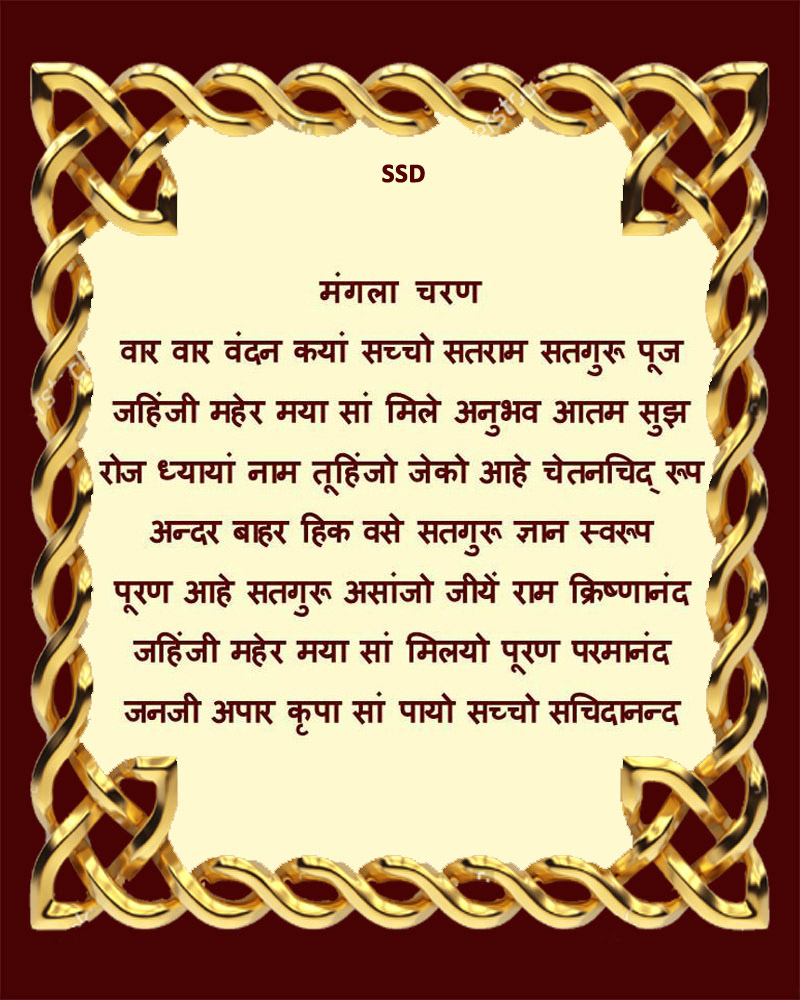 SSD
मंगला चरण
वार वार वंदन कयां सच्चो सतराम सतगुरू पूज
जहिंजी महेर मया सां मिले अनुभव आतम सुझ
रोज ध्यायां नाम तूहिंजो जेको आहे चेतनचिद् रूप
अन्दर बाहर हिक वसे सतगुरू ज्ञान स्वरूप
पूरण आहे सतगुरू असांजो जीयें राम क्रिष्णानंद
जहिंजी महेर मया सां मिलयो पूरण परमानंद
जनजी अपार कृपा सां पायो सच्चो सचिदानन्द